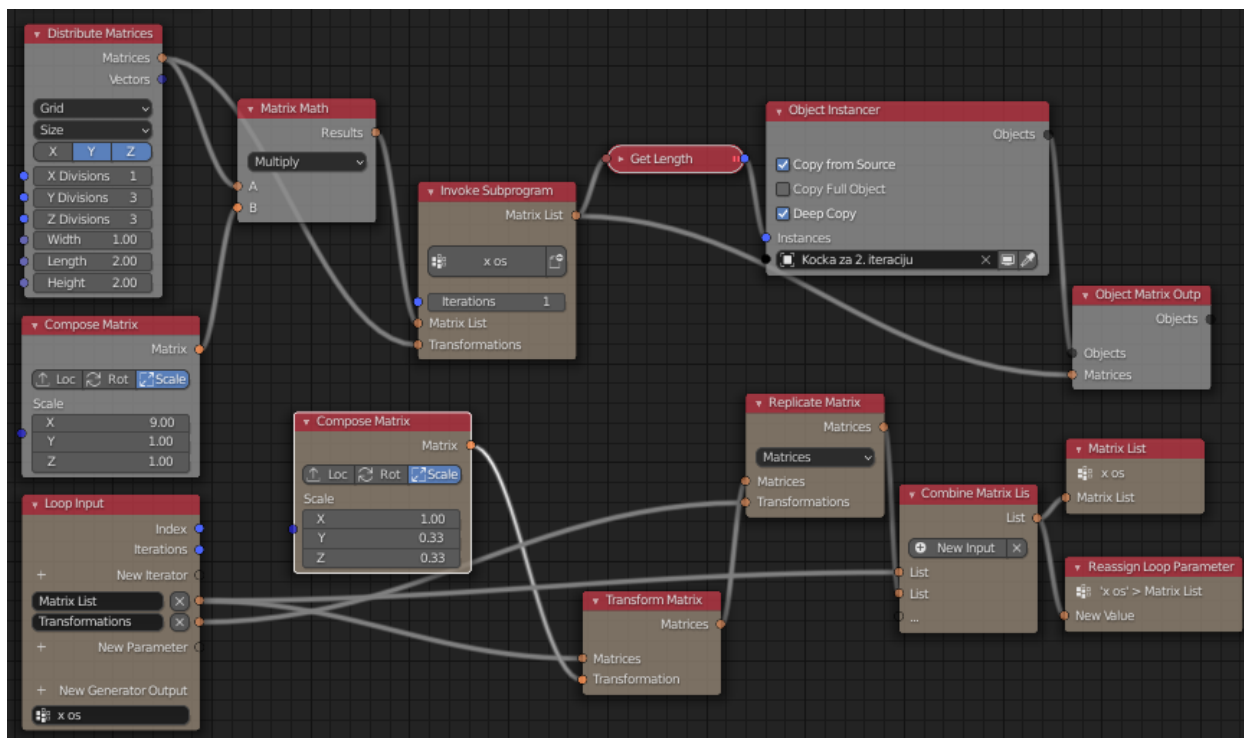 Distribute Matrices
Matrices
Vectors
Grid
Size
X Y Z
X Divisions 1
Y Divisions 3
Z Divisions 3
Width 1.00
Length 2.00
Height 2.00
Matrix Math
Results
Multiply
A
B
Invoke Subprogram
Matrix List
x os
Iterations 1
Matrix List
Transformations
Get Length
Object Instancer
Objects
Copy from Source
Copy Full Object
Deep Copy
Instances
Kocka za 2. iteraciju
Object Matrix Outp
Objects
Objects
Matrices
Compose Matrix
Matrix
Loc Rot Scale
Scale
X 9.00
Y 1.00
Z 1.00
Compose Matrix
Matrix
Loc Rot Scale
Scale
X 1.00
Y 0.33
Z 0.33
Loop Input
Index
Iterations
+ New Iterator
Matrix List
Transformations
+ New Parameter
+ New Generator Output
x os
Transform Matrix
Matrices
Matrices
Transformation
Replicate Matrix
Matrices
Matrices
Matrices
Transformations
Combine Matrix Lis
List
New Input
List
List
...
Matrix List
x os
Matrix List
Reassign Loop Parameter
'x os' > Matrix List
New Value